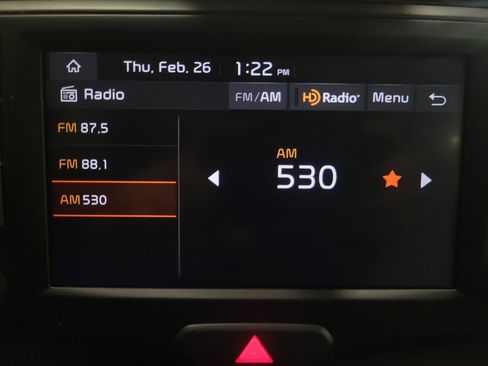 Thu, Feb. 26 1:22 PM
Radio FM/AM HD Radio Menu
FM 87.5
FM 88.1
AM 530
AM
530